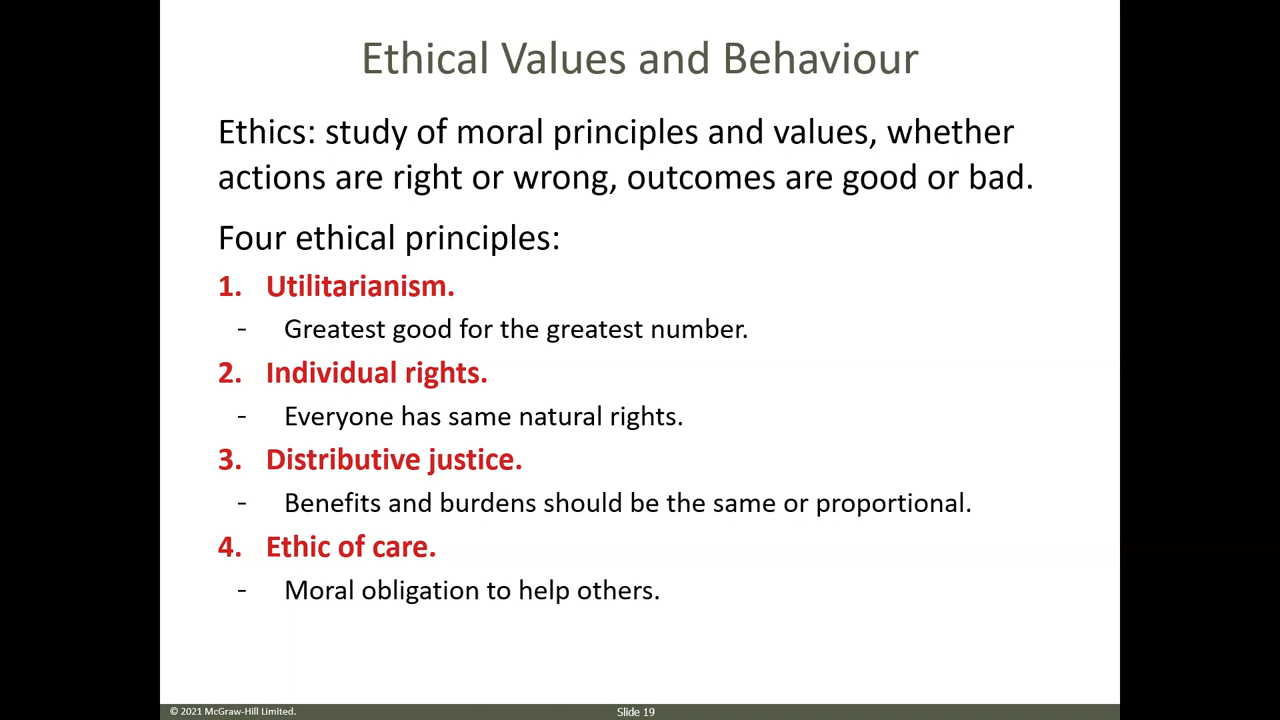 Ethical Values and Behaviour
Ethics: study of moral principles and values, whether
actions are right or wrong, outcomes are good or bad.
Four ethical principles:
1. Utilitarianism.
- Greatest good for the greatest number.
2. Individual rights.
- Everyone has same natural rights.
3. Distributive justice.
- Benefits and burdens should be the same or proportional.
4. Ethic of care.
- Moral obligation to help others.
© 2021 McGraw-Hill Limited.
Slide 19